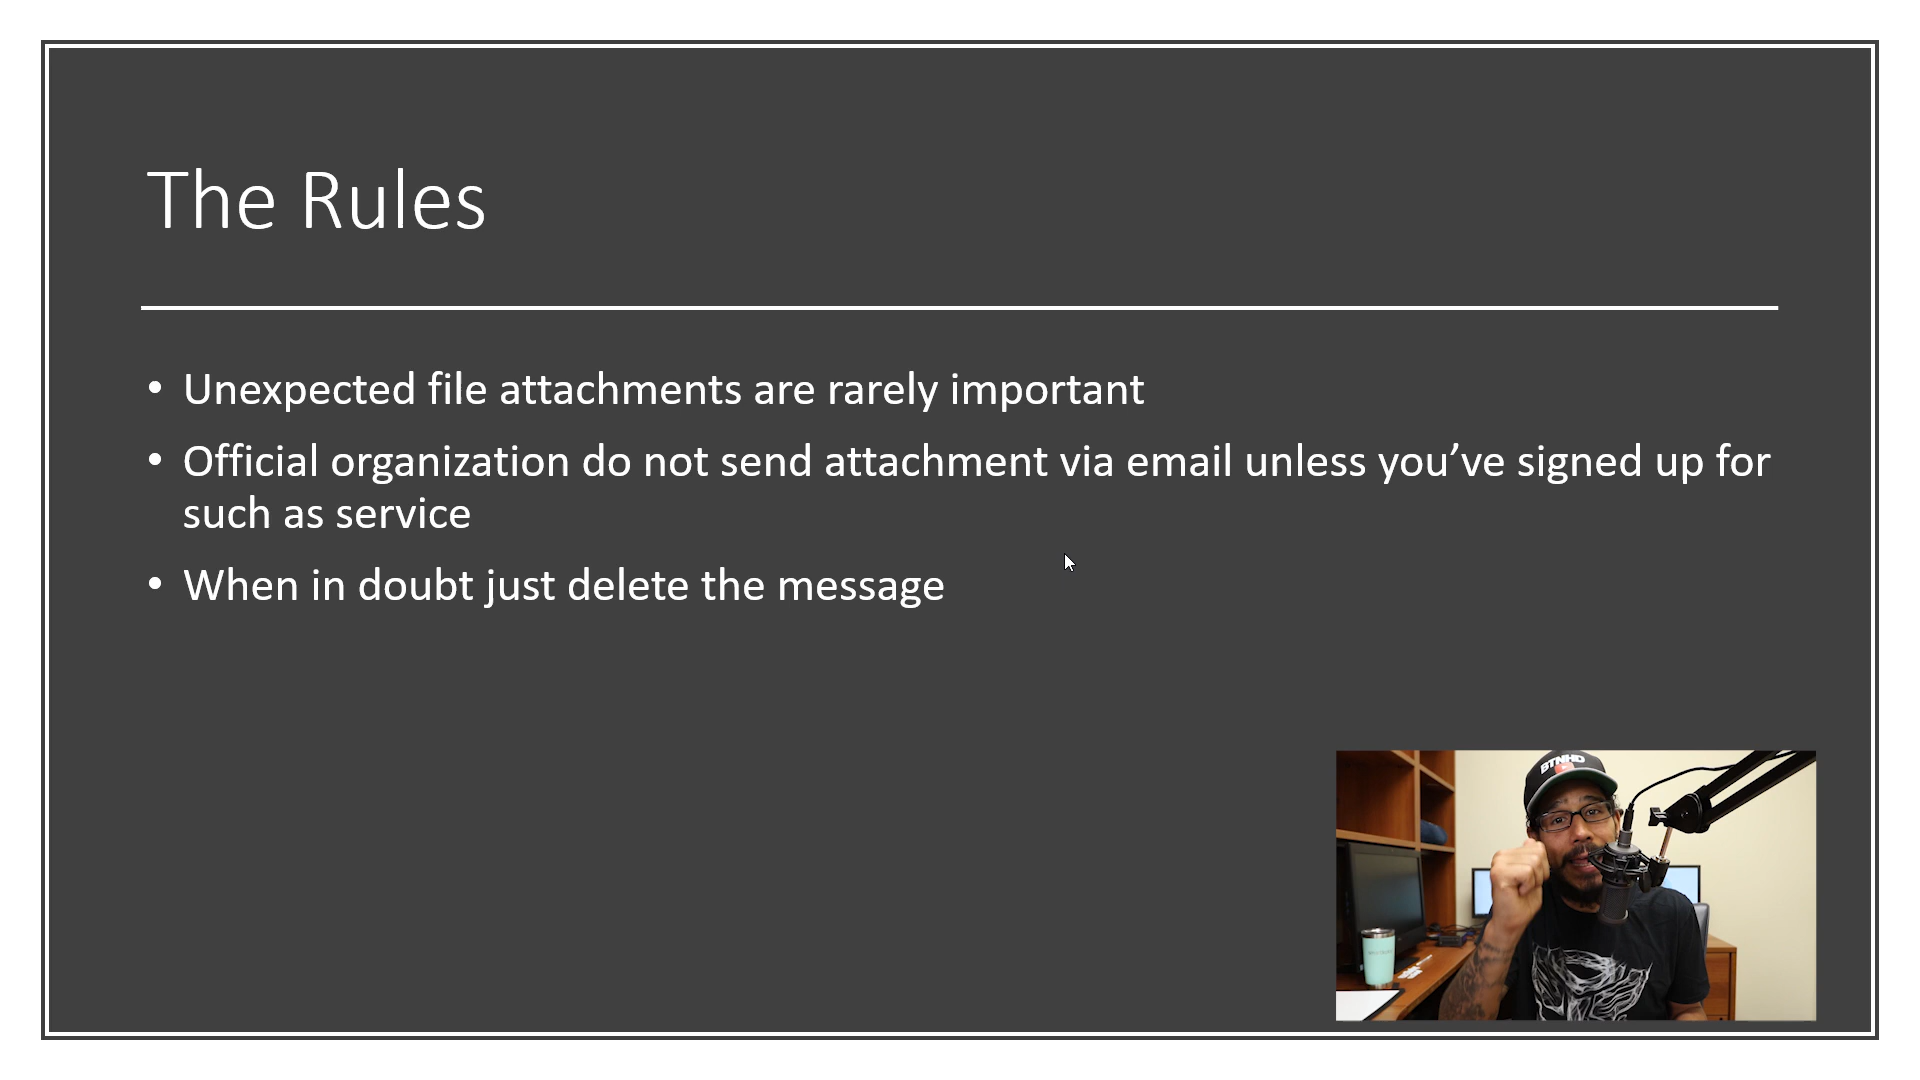 The Rules
• Unexpected file attachments are rarely important
• Official organization do not send attachment via email unless you’ve signed up for
such as service
• When in doubt just delete the message
BTNHD